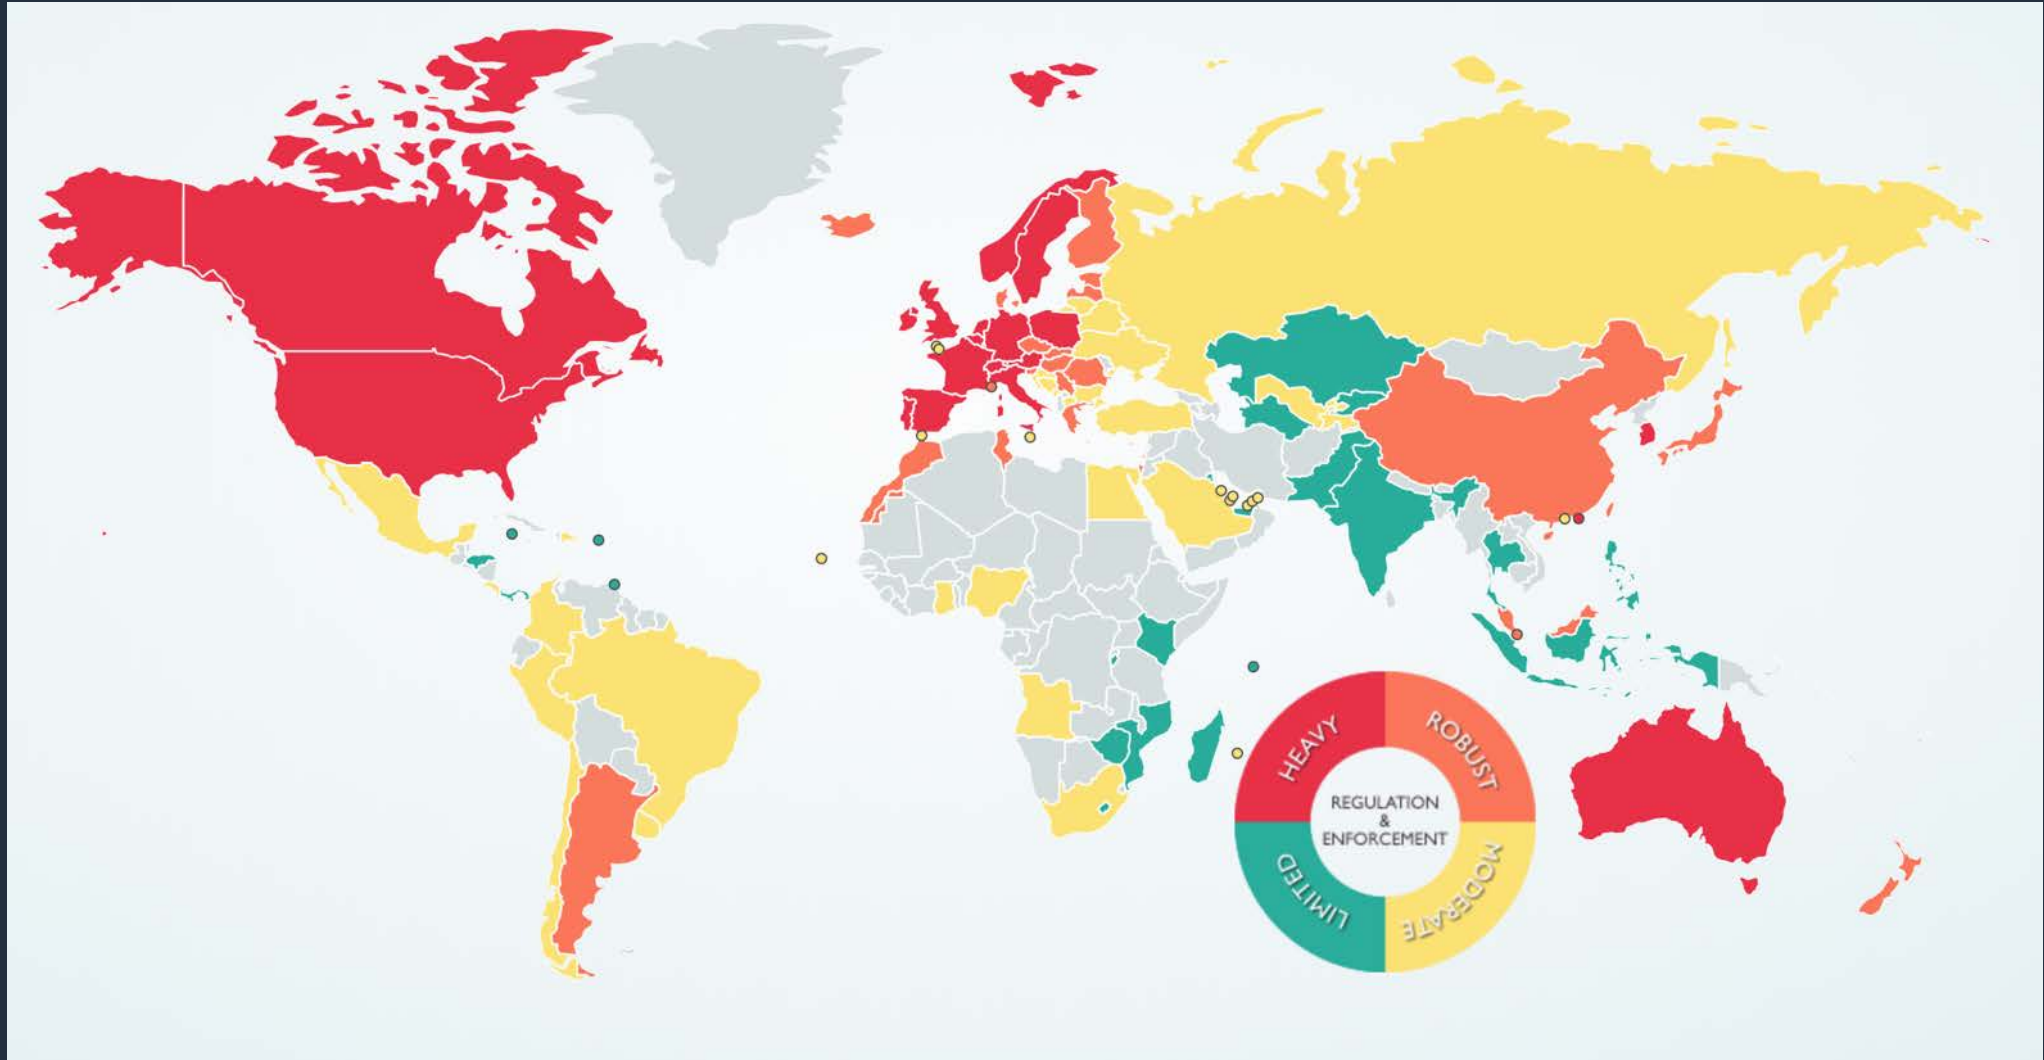 HEAVY
ROBUST
REGULATION
&
ENFORCEMENT
LIMITED
MODERATE